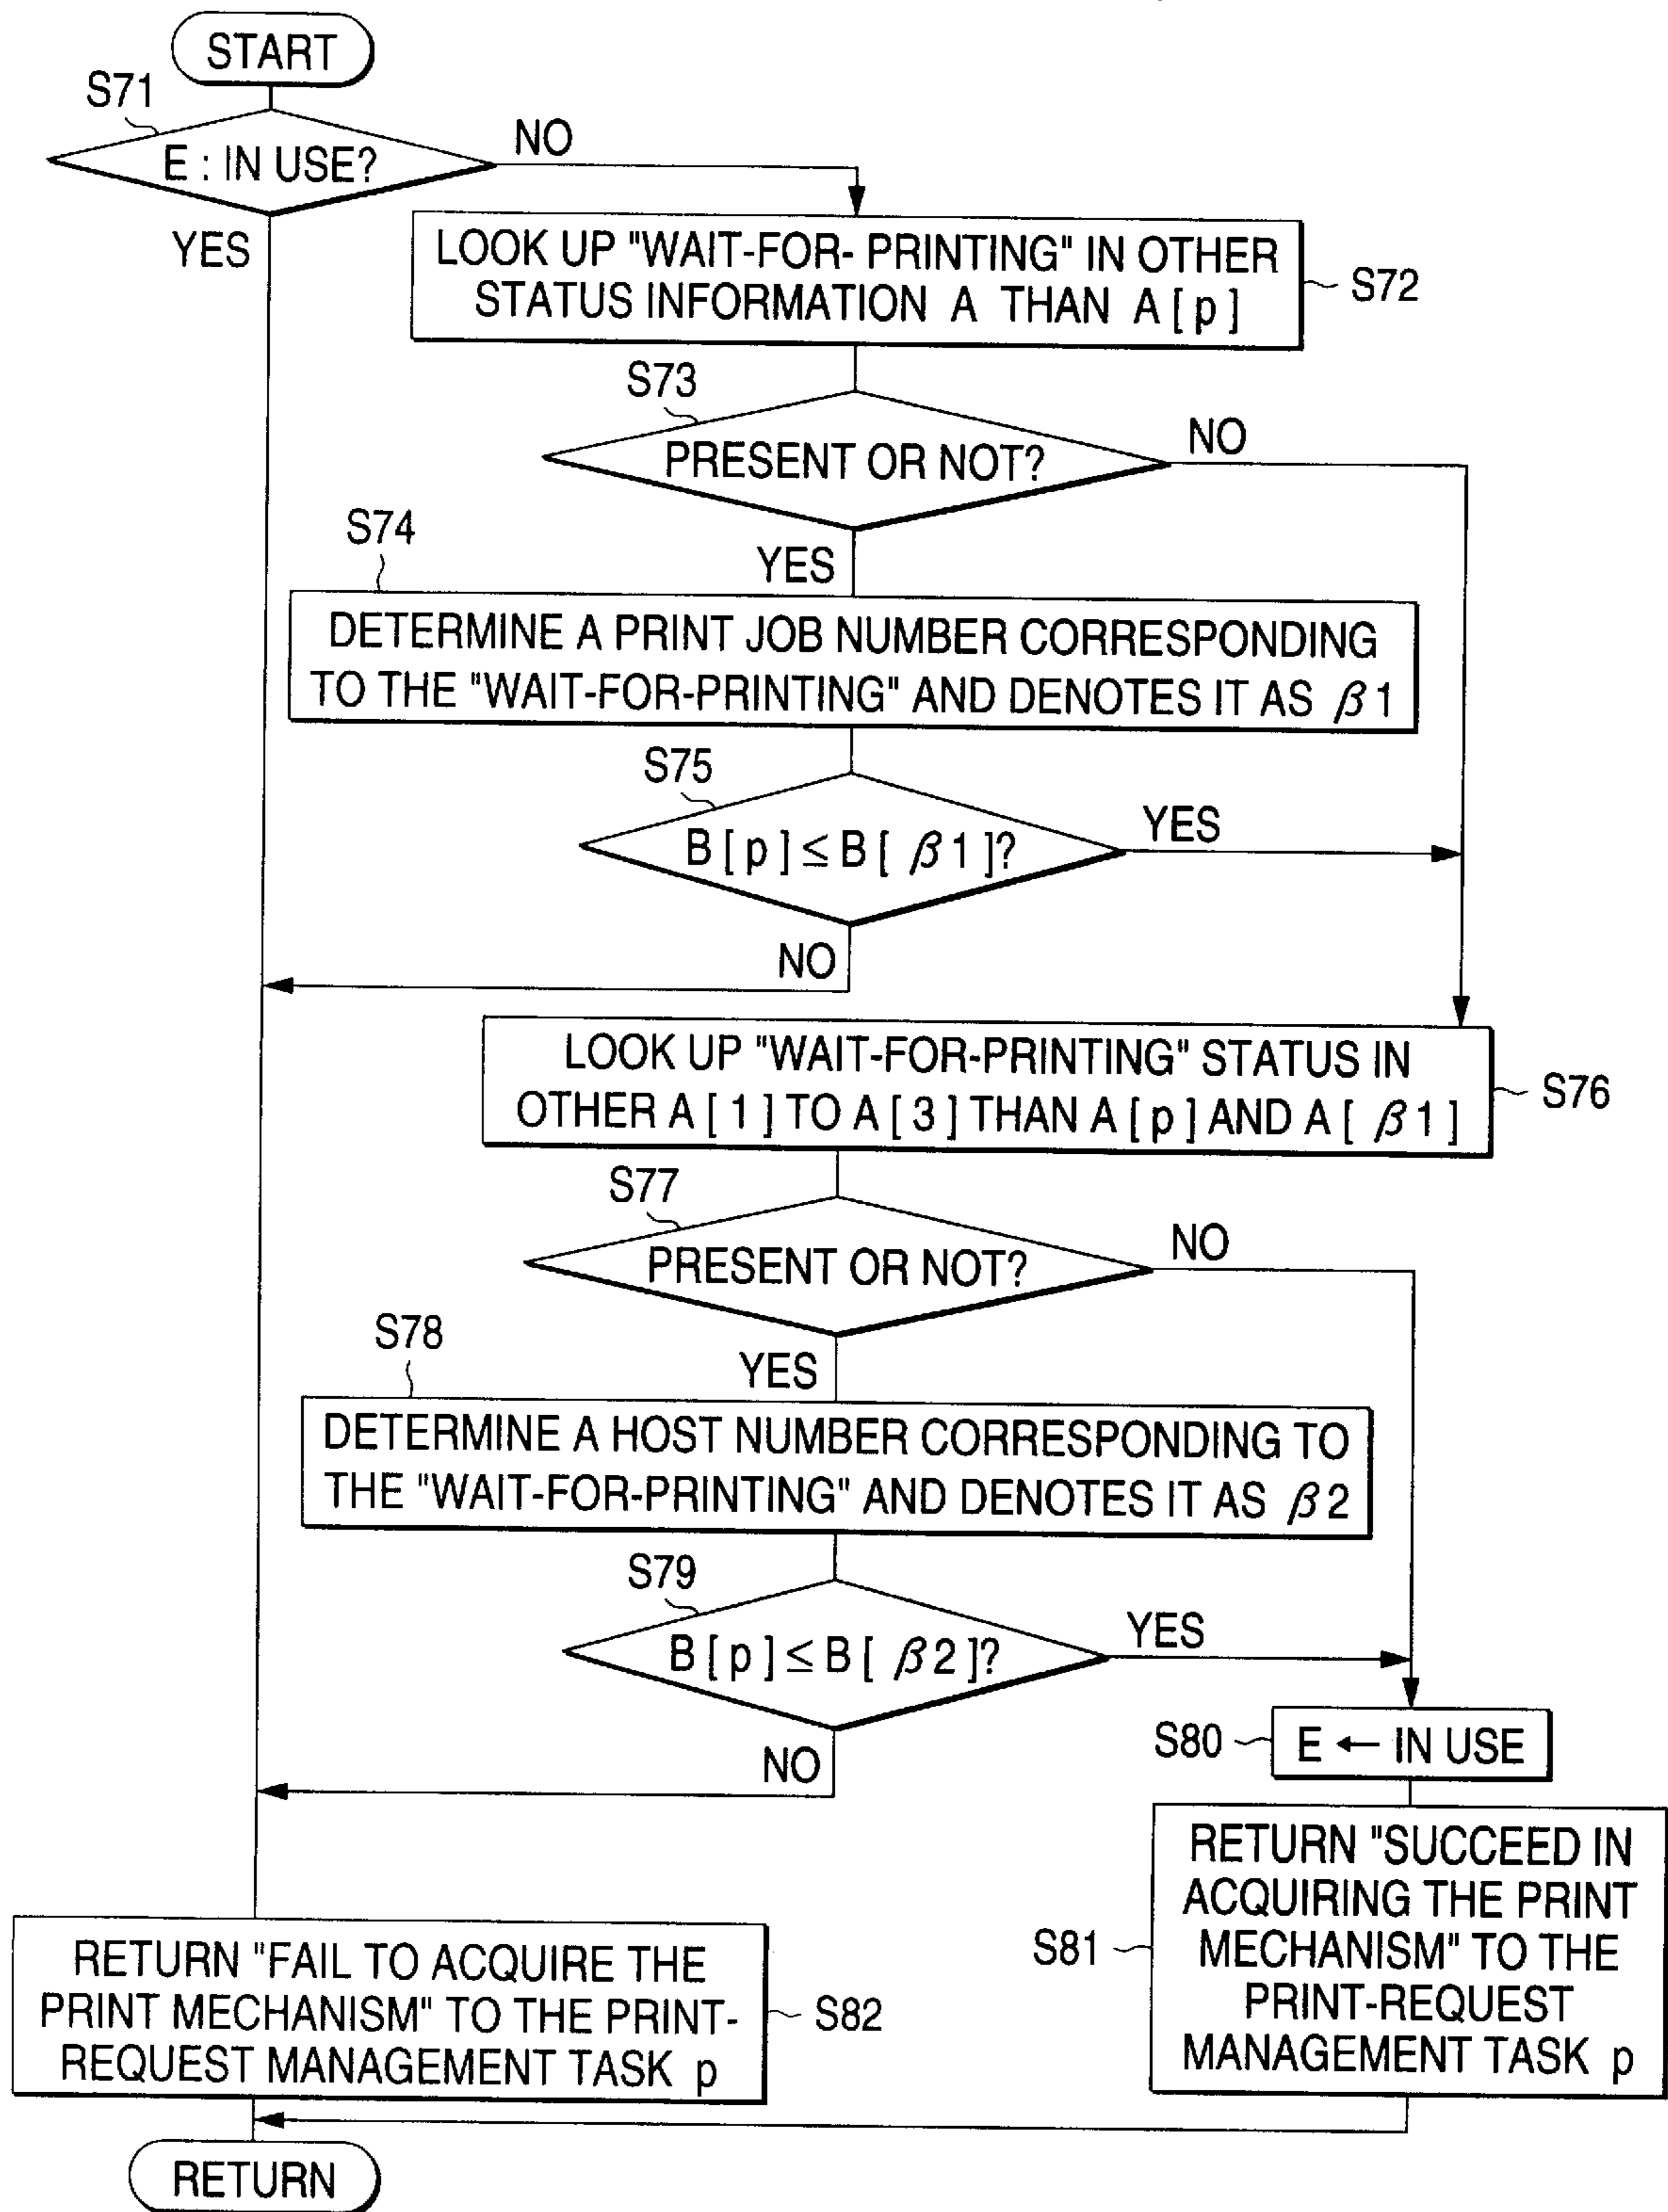 START
S71
E : IN USE?
NO
YES
LOOK UP "WAIT-FOR- PRINTING" IN OTHER
STATUS INFORMATION A THAN A [ p ]
S72
S73
PRESENT OR NOT?
NO
S74
YES
DETERMINE A PRINT JOB NUMBER CORRESPONDING
TO THE "WAIT-FOR-PRINTING" AND DENOTES IT AS β1
S75
B [ p ] ≤ B [ β1 ]?
YES
NO
LOOK UP "WAIT-FOR-PRINTING" STATUS IN
OTHER A [ 1 ] TO A [ 3 ] THAN A [ p ] AND A [ β1 ]
S76
S77
PRESENT OR NOT?
NO
S78
YES
DETERMINE A HOST NUMBER CORRESPONDING TO
THE "WAIT-FOR-PRINTING" AND DENOTES IT AS β2
S79
B [ p ] ≤ B [ β2 ]?
YES
NO
S80
E ← IN USE
RETURN "SUCCEED IN
ACQUIRING THE PRINT
MECHANISM" TO THE
PRINT-REQUEST
MANAGEMENT TASK p
S81
RETURN "FAIL TO ACQUIRE THE
PRINT MECHANISM" TO THE PRINT-
REQUEST MANAGEMENT TASK p
S82
RETURN